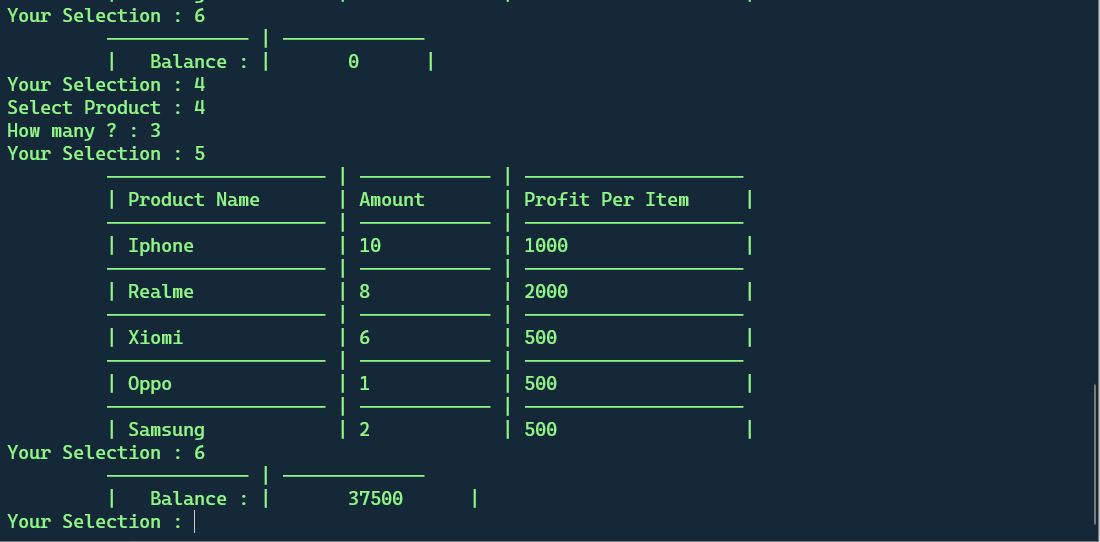 Your Selection : 6
| Balance : | 0 |
Your Selection : 4
Select Product : 4
How many ? : 3
Your Selection : 5
| Product Name | Amount | Profit Per Item |
| Iphone | 10 | 1000 |
| Realme | 8 | 2000 |
| Xiomi | 6 | 500 |
| Oppo | 1 | 500 |
| Samsung | 2 | 500 |
Your Selection : 6
| Balance : | 37500 |
Your Selection :